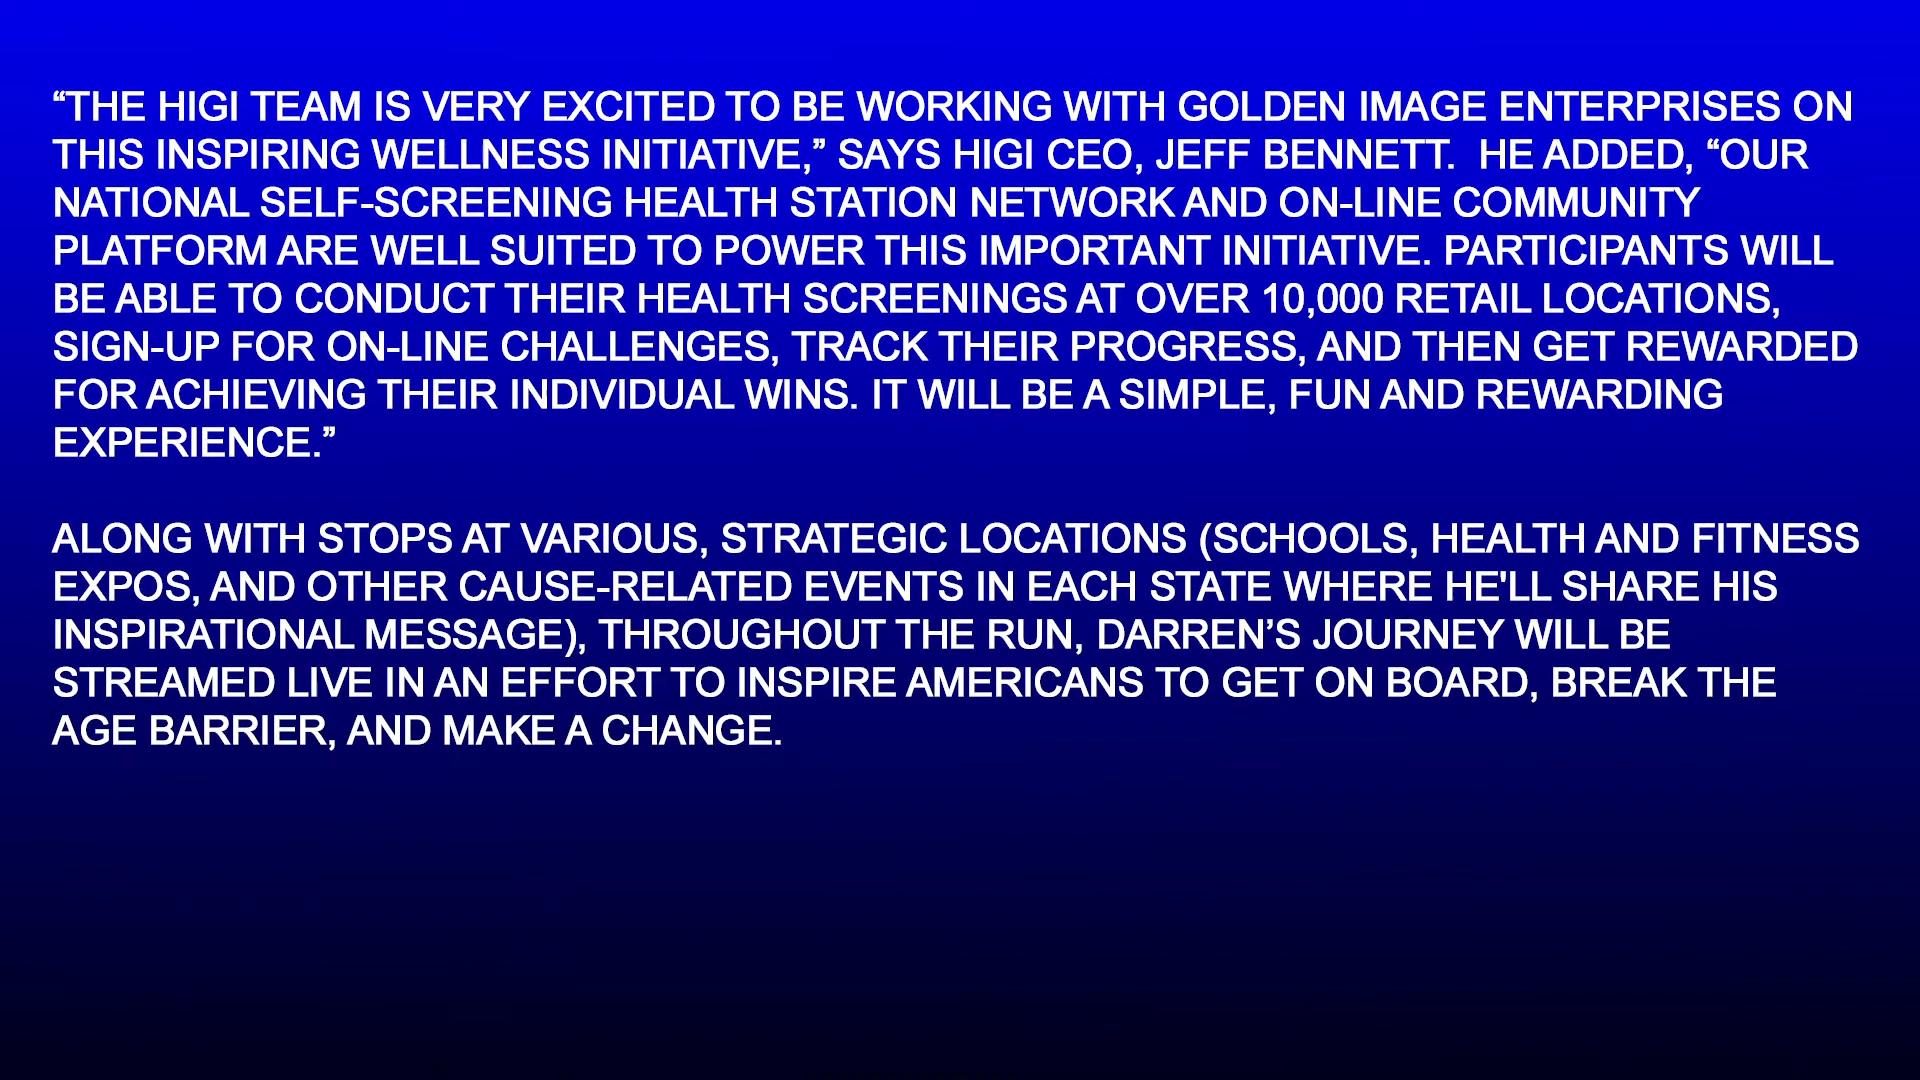 “THE HIGI TEAM IS VERY EXCITED TO BE WORKING WITH GOLDEN IMAGE ENTERPRISES ON
THIS INSPIRING WELLNESS INITIATIVE,” SAYS HIGI CEO, JEFF BENNETT.  HE ADDED, “OUR
NATIONAL SELF-SCREENING HEALTH STATION NETWORK AND ON-LINE COMMUNITY
PLATFORM ARE WELL SUITED TO POWER THIS IMPORTANT INITIATIVE. PARTICIPANTS WILL
BE ABLE TO CONDUCT THEIR HEALTH SCREENINGS AT OVER 10,000 RETAIL LOCATIONS,
SIGN-UP FOR ON-LINE CHALLENGES, TRACK THEIR PROGRESS, AND THEN GET REWARDED
FOR ACHIEVING THEIR INDIVIDUAL WINS. IT WILL BE A SIMPLE, FUN AND REWARDING
EXPERIENCE.”
ALONG WITH STOPS AT VARIOUS, STRATEGIC LOCATIONS (SCHOOLS, HEALTH AND FITNESS
EXPOS, AND OTHER CAUSE-RELATED EVENTS IN EACH STATE WHERE HE'LL SHARE HIS
INSPIRATIONAL MESSAGE), THROUGHOUT THE RUN, DARREN’S JOURNEY WILL BE
STREAMED LIVE IN AN EFFORT TO INSPIRE AMERICANS TO GET ON BOARD, BREAK THE
AGE BARRIER, AND MAKE A CHANGE.